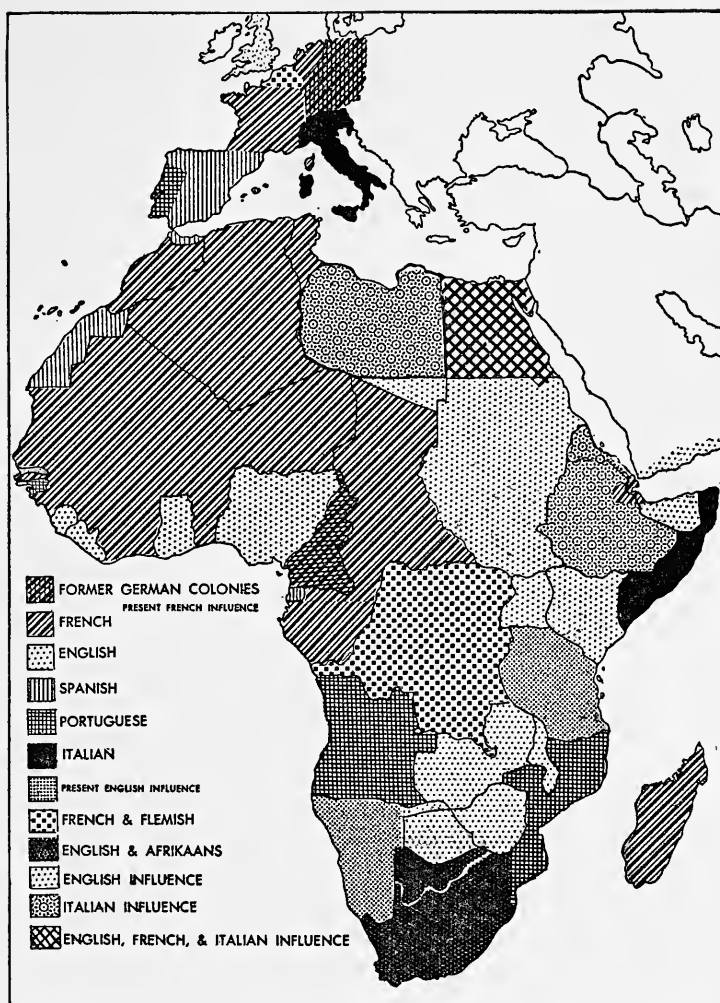 FORMER GERMAN COLONIES
PRESENT FRENCH INFLUENCE
FRENCH
ENGLISH
SPANISH
PORTUGUESE
ITALIAN
PRESENT ENGLISH INFLUENCE
FRENCH & FLEMISH
ENGLISH & AFRIKAANS
ENGLISH INFLUENCE
ITALIAN INFLUENCE
ENGLISH, FRENCH, & ITALIAN INFLUENCE